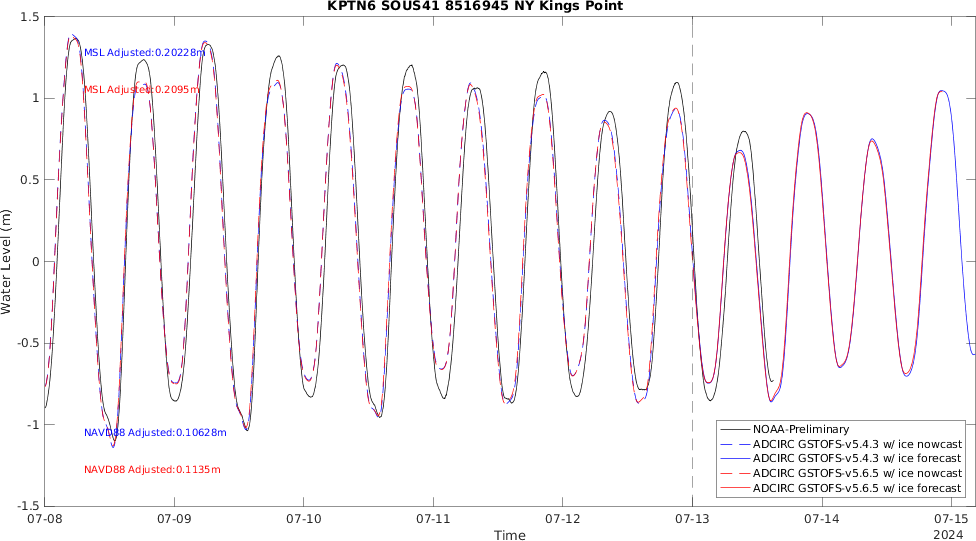 KPTN6 SOUS41 8516945 NY Kings Point
1.5
1
0.5
0
-0.5
-1
-1.5
Water Level (m)
MSL Adjusted:0.20228m
MSL Adjusted:0.2095m
NAVD88 Adjusted:0.10628m
NAVD88 Adjusted:0.1135m
NOAA-Preliminary
ADCIRC GSTOFS-v5.4.3 w/ ice nowcast
ADCIRC GSTOFS-v5.4.3 w/ ice forecast
ADCIRC GSTOFS-v5.6.5 w/ ice nowcast
ADCIRC GSTOFS-v5.6.5 w/ ice forecast
07-08 07-09 07-10 07-11 07-12 07-13 07-14 07-15
Time
2024